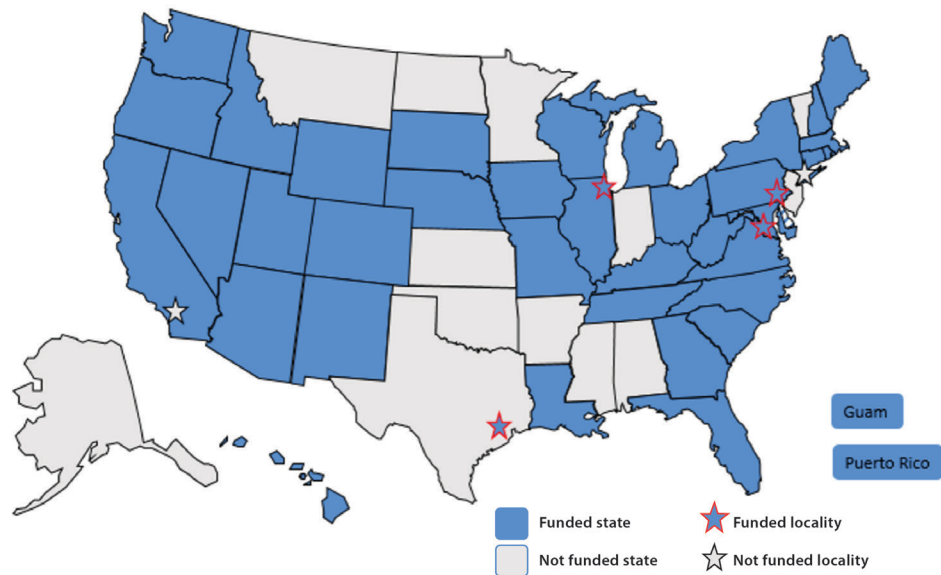 Guam
Puerto Rico
Funded state
Funded locality
Not funded state
Not funded locality